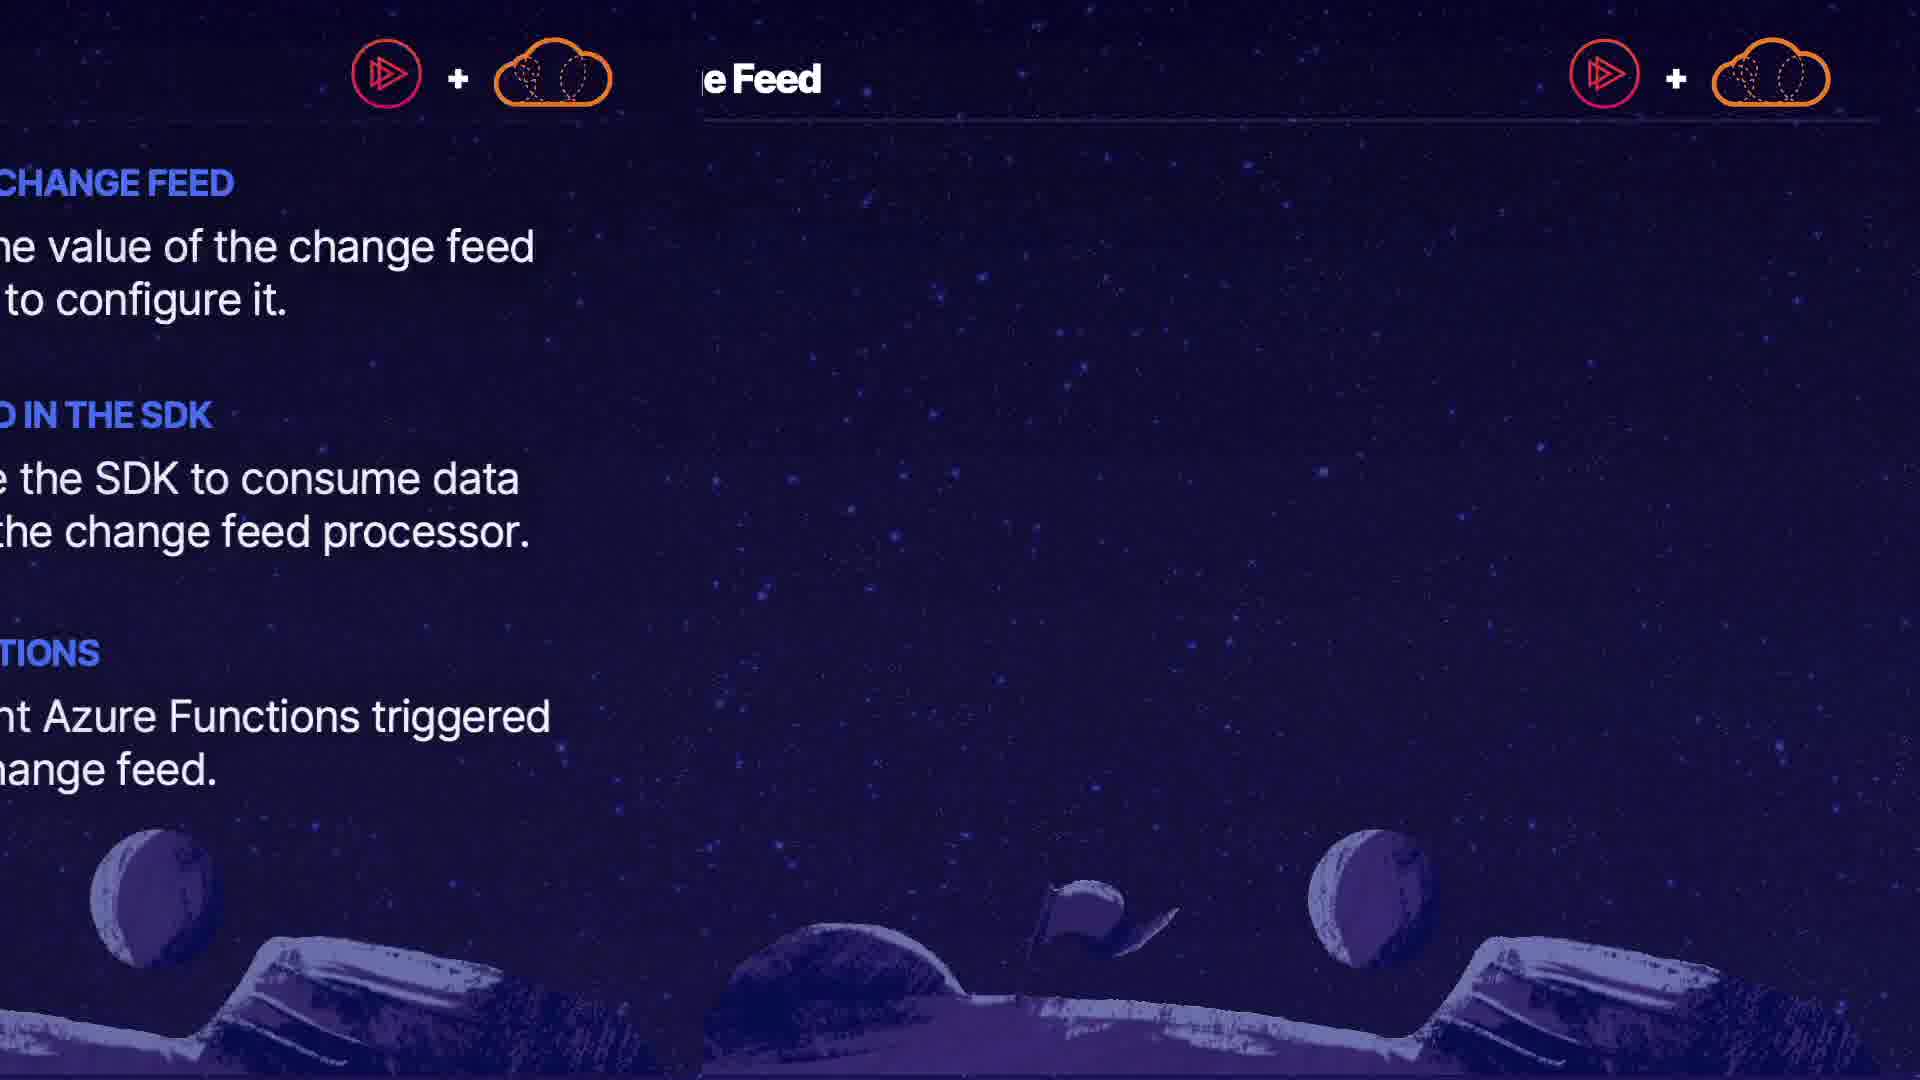 +
e Feed
+
CHANGE FEED
ne value of the change feed
to configure it.
D IN THE SDK
e the SDK to consume data
the change feed processor.
TIONS
nt Azure Functions triggered
hange feed.